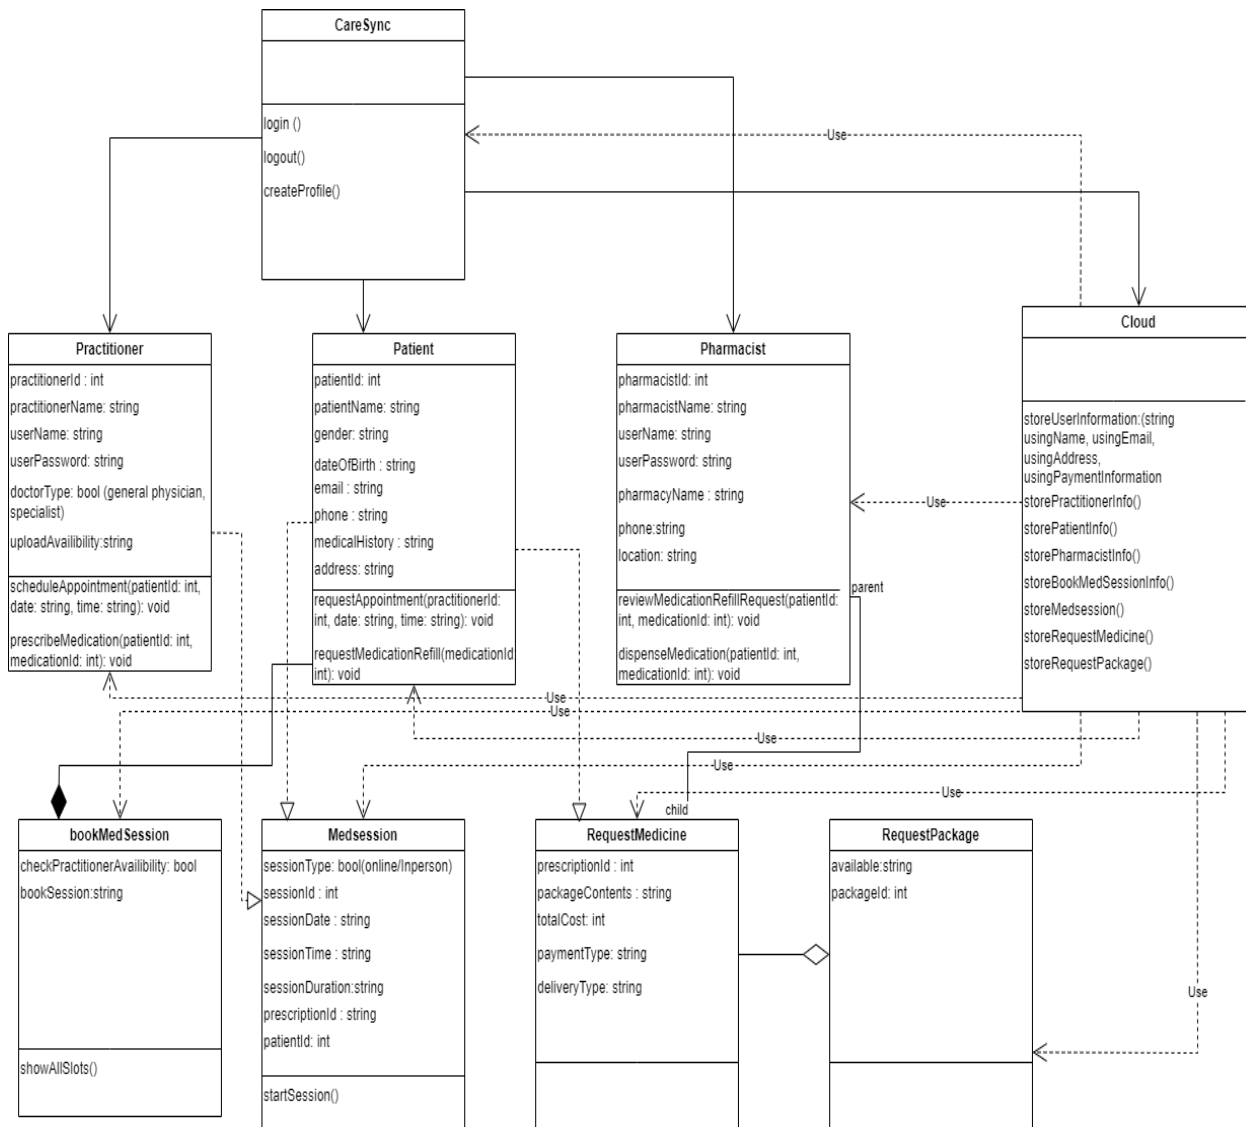 CareSync
login ()
logout()
createProfile()
Use
Practitioner
practitionerId : int
practitionerName: string
userName: string
userPassword: string
doctorType: bool (general physician,
specialist)
uploadAvailibility:string
scheduleAppointment(patientId: int,
date: string, time: string): void
prescribeMedication(patientId: int,
medicationId: int): void
Patient
patientId: int
patientName: string
gender: string
dateOfBirth : string
email : string
phone : string
medicalHistory : string
address: string
requestAppointment(practitionerId:
int, date: string, time: string): void
requestMedicationRefill(medicationId
int): void
Pharmacist
pharmacistId: int
pharmacistName: string
userName: string
userPassword: string
pharmacyName : string
phone:string
location: string
reviewMedicationRefillRequest(patientId:
int, medicationId: int): void
dispenseMedication(patientId: int,
medicationId: int): void
parent
Use
Cloud
storeUserInformation:(string
usingName, usingEmail,
usingAddress,
usingPaymentInformation
storePractitionerInfo()
storePatientInfo()
storePharmacistInfo()
storeBookMedSessionInfo()
storeMedsession()
storeRequestMedicine()
storeRequestPackage()
Use
Use
Use
Use
Use
Use
child
bookMedSession
checkPractitionerAvailibility: bool
bookSession:string
showAllSlots()
Medsession
sessionType: bool(online/Inperson)
sessionId : int
sessionDate : string
sessionTime : string
sessionDuration:string
prescriptionId : string
patientId: int
startSession()
RequestMedicine
prescriptionId : int
packageContents : string
totalCost: int
paymentType: string
deliveryType: string
RequestPackage
available:string
packageId: int